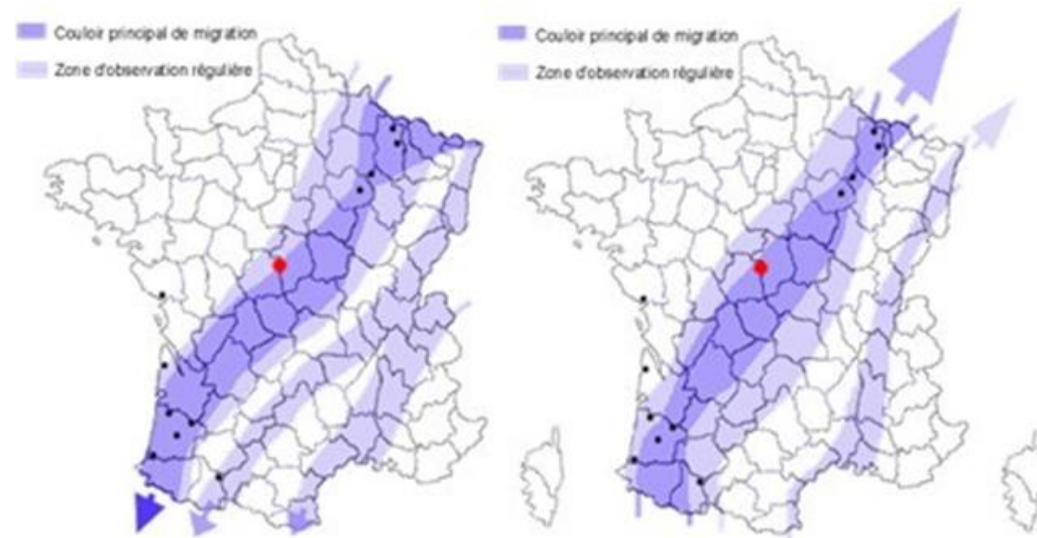 Couloir principal de migration
Zone d'observation régulière
Couloir principal de migration
Zone d'observation régulière